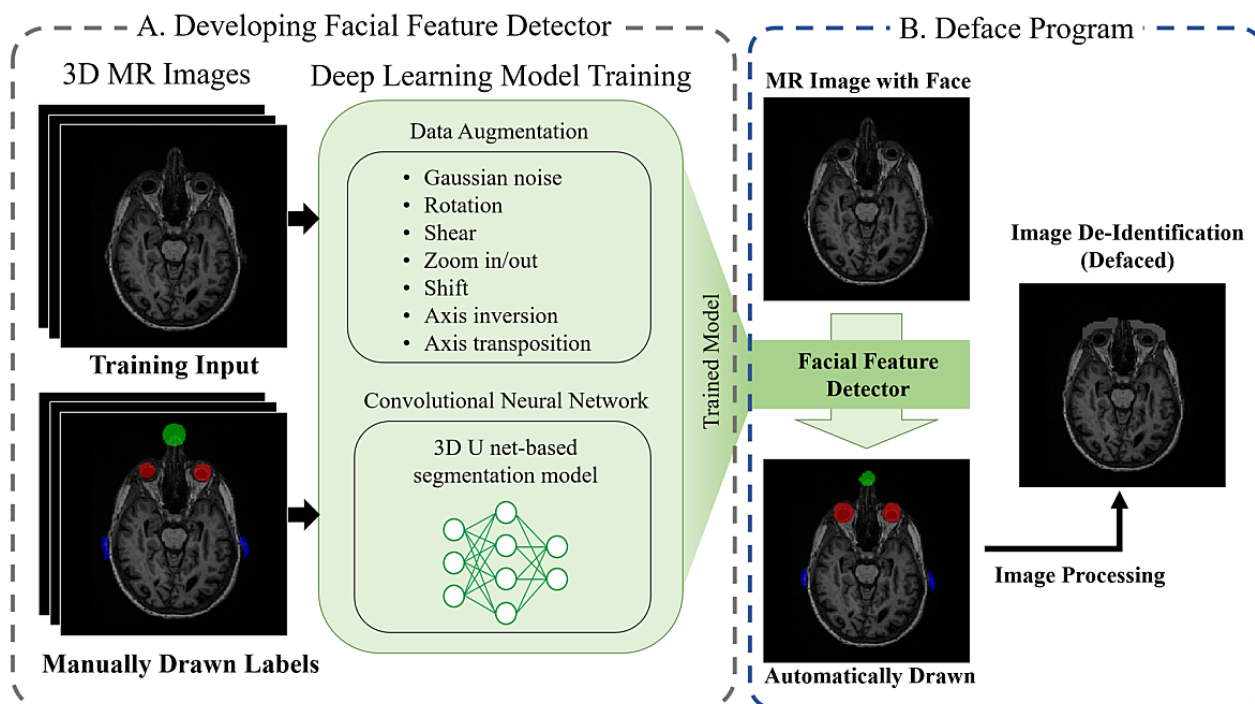 A. Developing Facial Feature Detector
3D MR Images
Deep Learning Model Training
Training Input
Manually Drawn Labels
Data Augmentation
• Gaussian noise
• Rotation
• Shear
• Zoom in/out
• Shift
• Axis inversion
• Axis transposition
Convolutional Neural Network
3D U net-based
segmentation model
Trained Model
B. Deface Program
MR Image with Face
Facial Feature
Detector
Automatically Drawn
Image Processing
Image De-Identification
(Defaced)